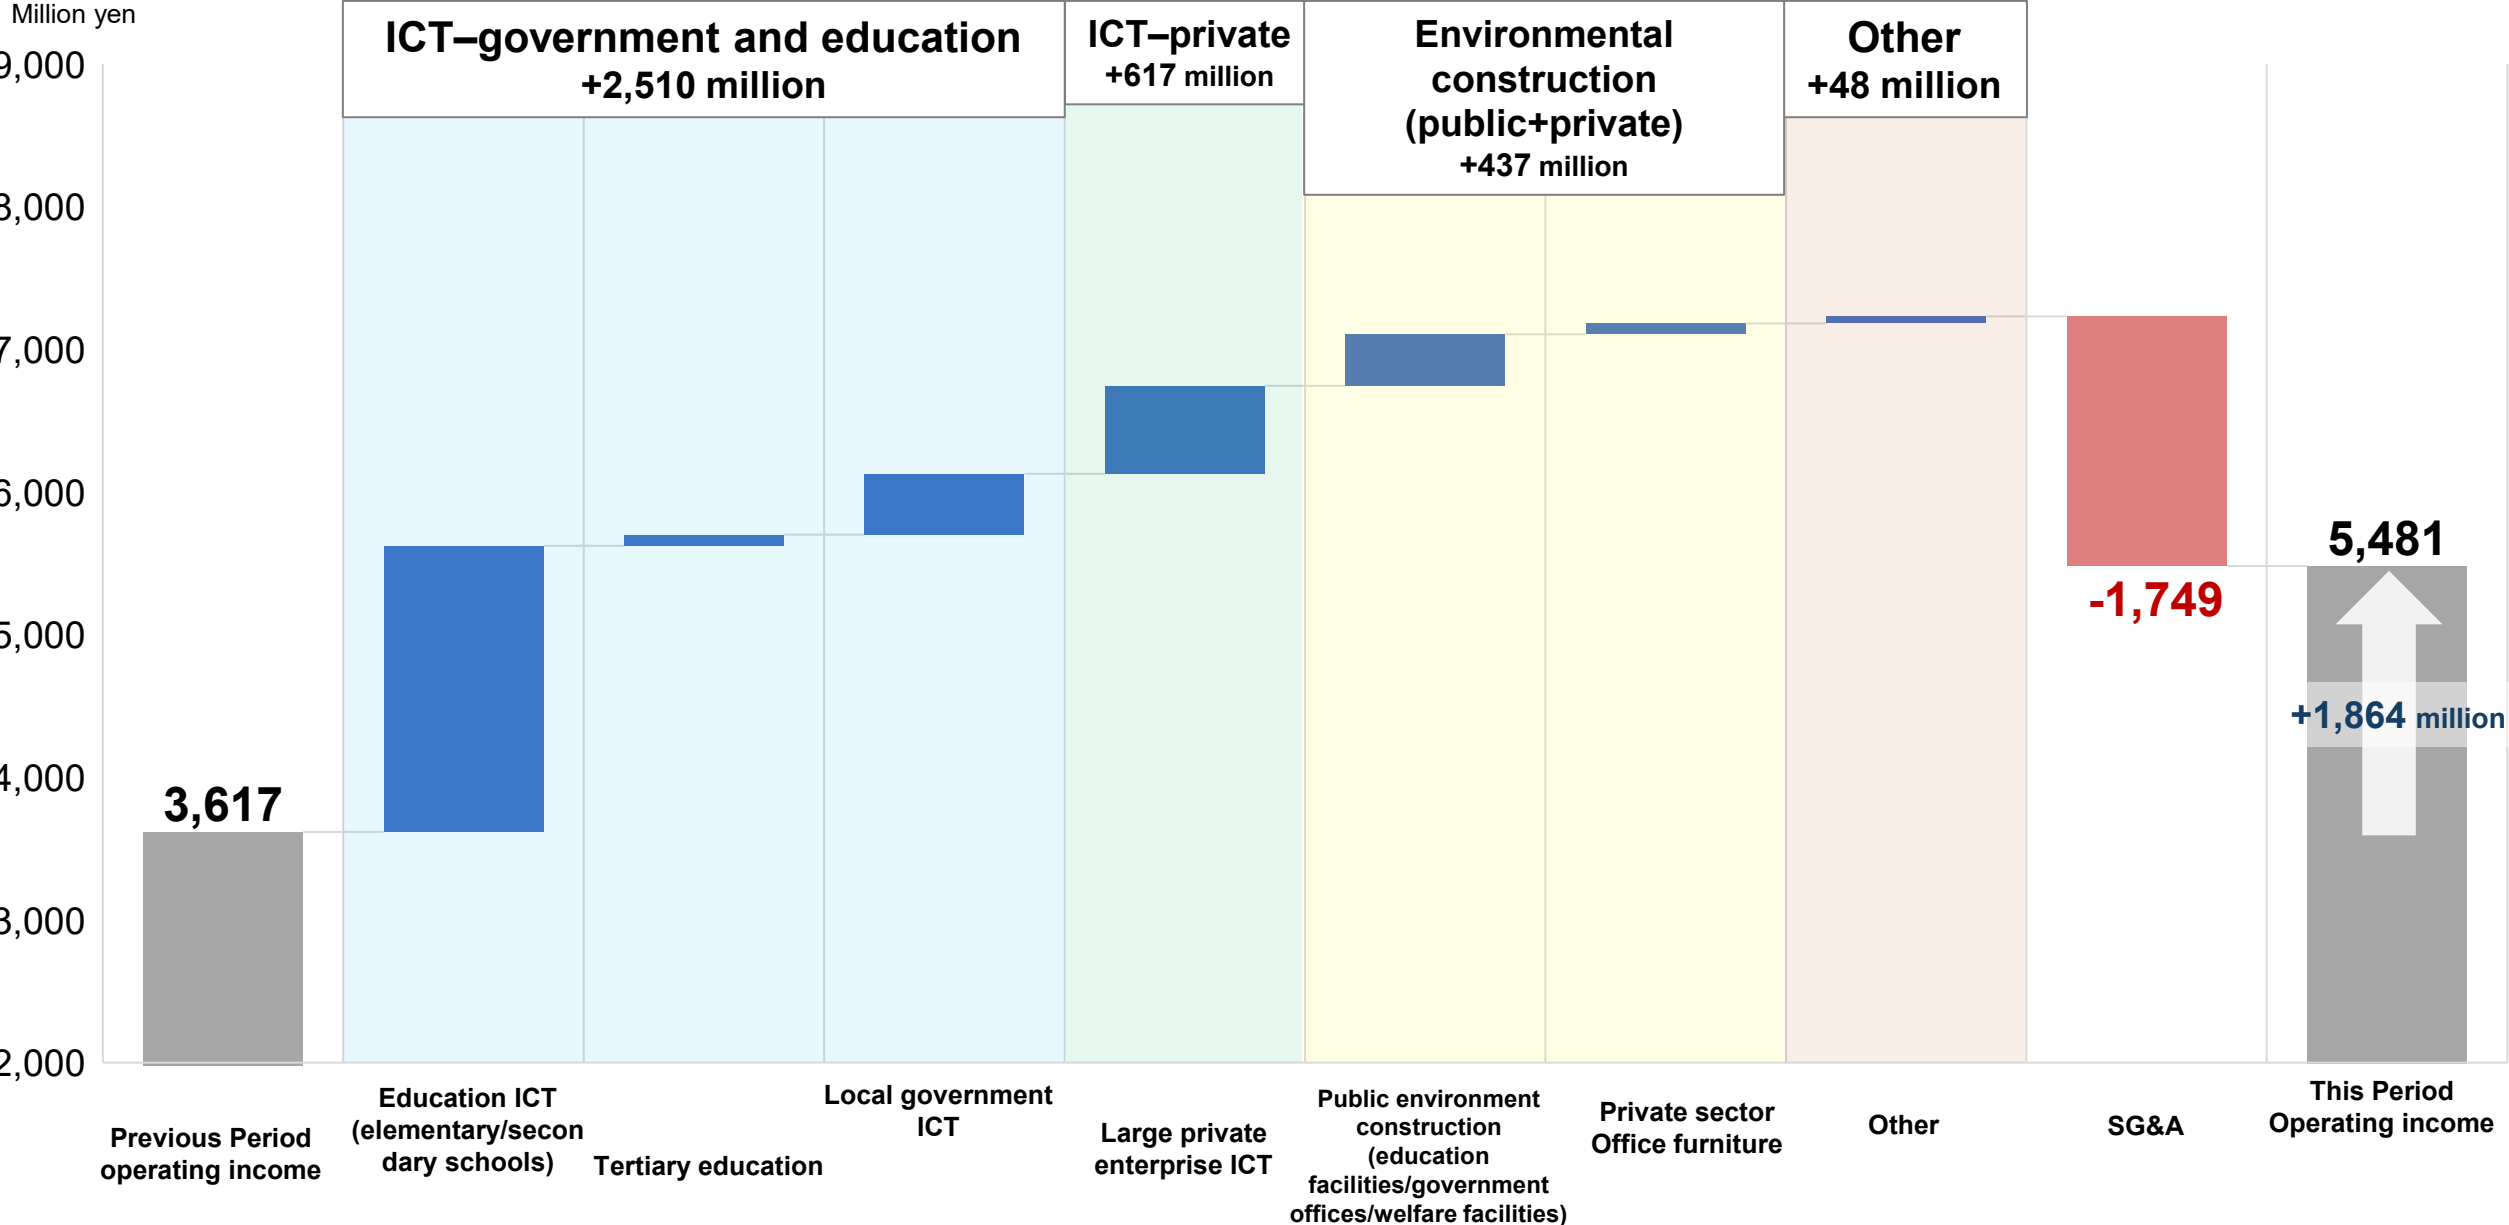 Million yen
ICT–government and education
+2,510 million
ICT–private
+617 million
Environmental
construction
(public+private)
+437 million
Other
+48 million
9,000
8,000
7,000
6,000
5,000
4,000
3,000
2,000
3,617
-1,749
5,481
+1,864 million
Previous Period
operating income
Education ICT
(elementary/secon
dary schools)
Tertiary education
Local government
ICT
Large private
enterprise ICT
Public environment
construction
(education
facilities/government
offices/welfare facilities)
Private sector
Office furniture
Other
SG&A
This Period
Operating income